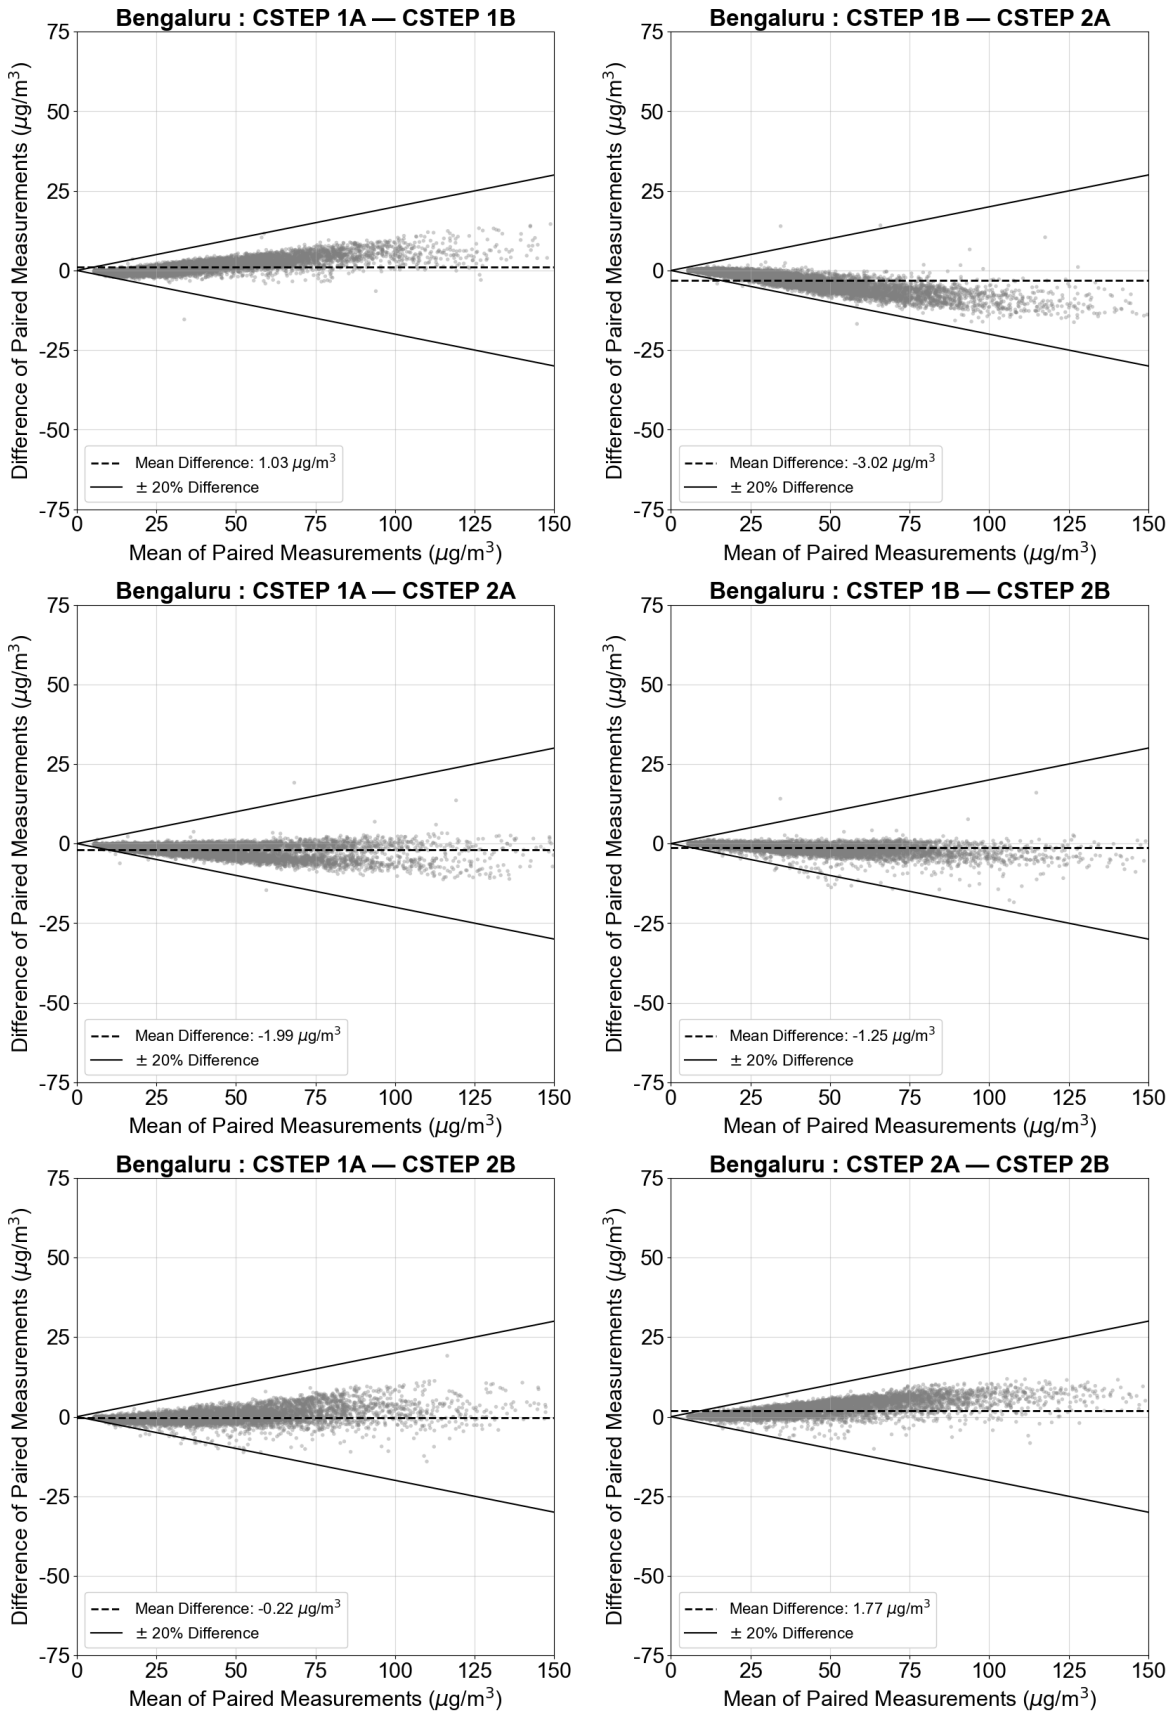 Bengaluru : CSTEP 1A — CSTEP 1B
75
50
25
0
-25
-50
-75
Difference of Paired Measurements (μg/m³)
Mean Difference: 1.03 μg/m³
± 20% Difference
0 25 50 75 100 125 150
Mean of Paired Measurements (μg/m³)
Bengaluru : CSTEP 1B — CSTEP 2A
75
50
25
0
-25
-50
-75
Difference of Paired Measurements (μg/m³)
Mean Difference: -3.02 μg/m³
± 20% Difference
0 25 50 75 100 125 150
Mean of Paired Measurements (μg/m³)
Bengaluru : CSTEP 1A — CSTEP 2A
75
50
25
0
-25
-50
-75
Difference of Paired Measurements (μg/m³)
Mean Difference: -1.99 μg/m³
± 20% Difference
0 25 50 75 100 125 150
Mean of Paired Measurements (μg/m³)
Bengaluru : CSTEP 1B — CSTEP 2B
75
50
25
0
-25
-50
-75
Difference of Paired Measurements (μg/m³)
Mean Difference: -1.25 μg/m³
± 20% Difference
0 25 50 75 100 125 150
Mean of Paired Measurements (μg/m³)
Bengaluru : CSTEP 1A — CSTEP 2B
75
50
25
0
-25
-50
-75
Difference of Paired Measurements (μg/m³)
Mean Difference: -0.22 μg/m³
± 20% Difference
0 25 50 75 100 125 150
Mean of Paired Measurements (μg/m³)
Bengaluru : CSTEP 2A — CSTEP 2B
75
50
25
0
-25
-50
-75
Difference of Paired Measurements (μg/m³)
Mean Difference: 1.77 μg/m³
± 20% Difference
0 25 50 75 100 125 150
Mean of Paired Measurements (μg/m³)